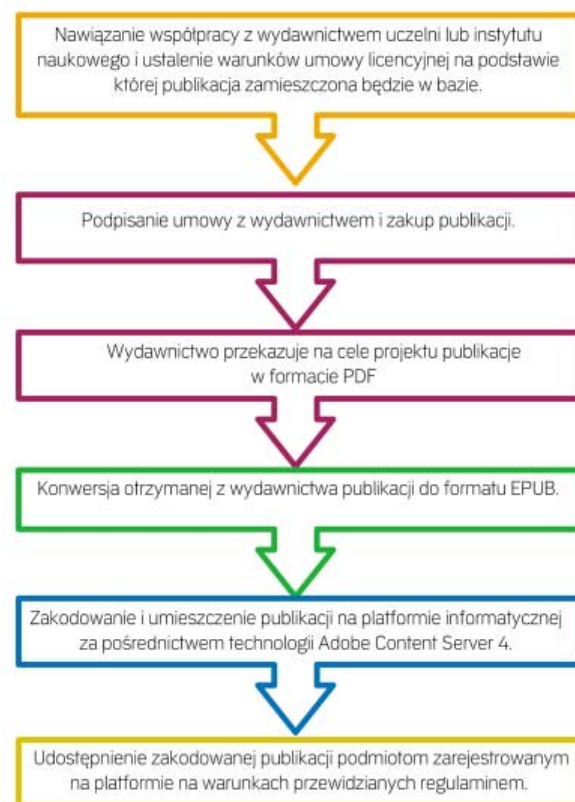 Nawiązanie współpracy z wydawnictwem uczelni lub instytutu
naukowego i ustalenie warunków umowy licencyjnej na podstawie
której publikacja zamieszczona będzie w bazie.
Podpisanie umowy z wydawnictwem i zakup publikacji.
Wydawnictwo przekazuje na cele projektu publikacje
w formacie PDF
Konwersja otrzymanej z wydawnictwa publikacji do formatu EPUB.
Zakodowanie i umieszczenie publikacji na platformie informatycznej
za pośrednictwem technologii Adobe Content Server 4.
Udostępnienie zakodowanej publikacji podmiotom zarejestrowanym
na platformie na warunkach przewidzianych regulaminem.